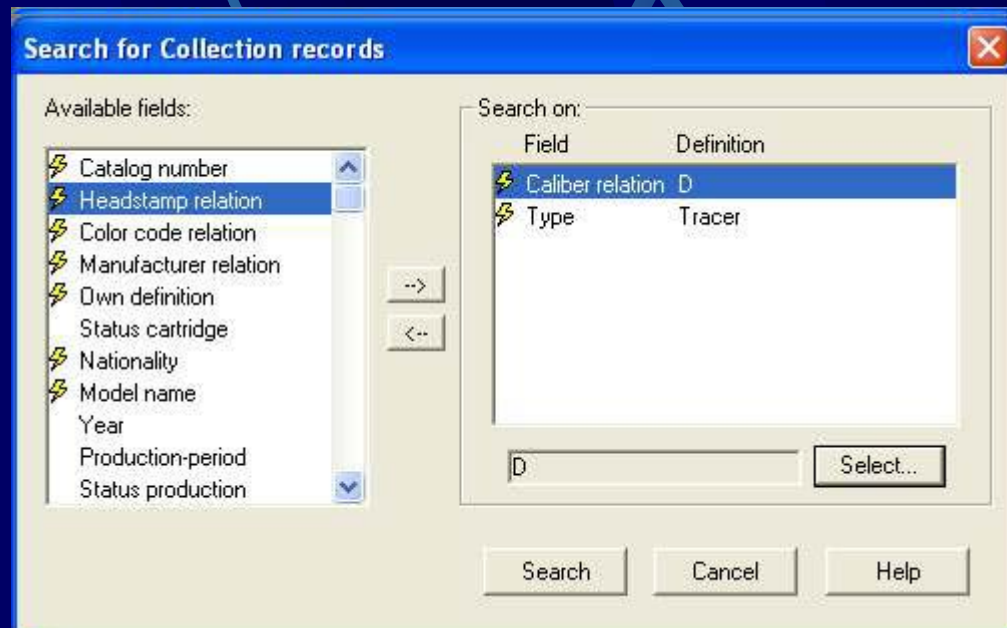 Search for Collection records
Available fields:
Catalog number
Headstamp relation
Color code relation
Manufacturer relation
Own definition
Status cartridge
Nationality
Model name
Year
Production-period
Status production
-->
<--
Search on:
Field Definition
Caliber relation D
Type Tracer
D
Select...
Search Cancel Help